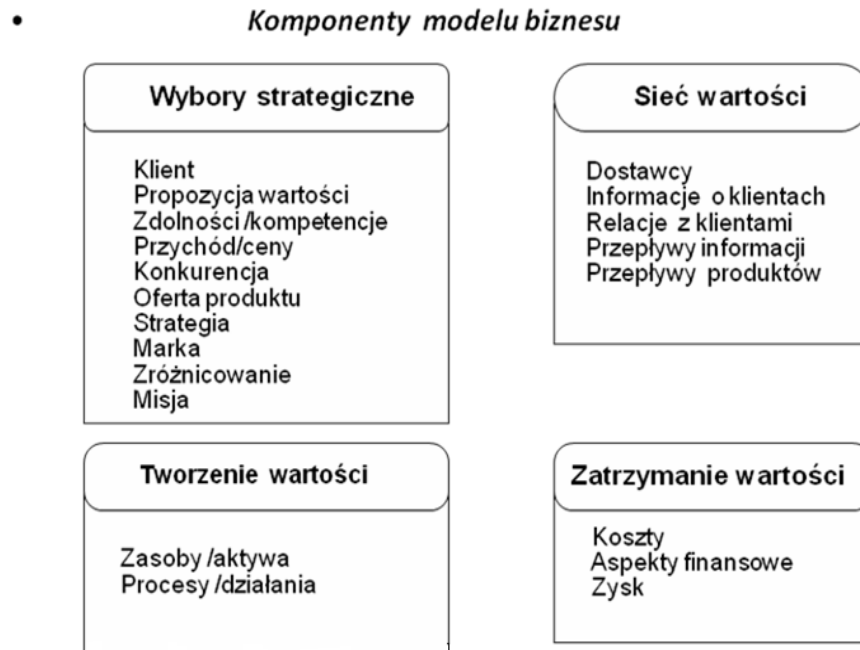 • Komponenty modelu biznesu
Wybory strategiczne
Klient
Propozycja wartości
Zdolności /kompetencje
Przychód/ceny
Konkurencja
Oferta produktu
Strategia
Marka
Zróżnicowanie
Misja
Sieć wartości
Dostawcy
Informacje o klientach
Relacje z klientami
Przepływy informacji
Przepływy produktów
Tworzenie wartości
Zasoby /aktywa
Procesy /działania
Zatrzymanie wartości
Koszty
Aspekty finansowe
Zysk